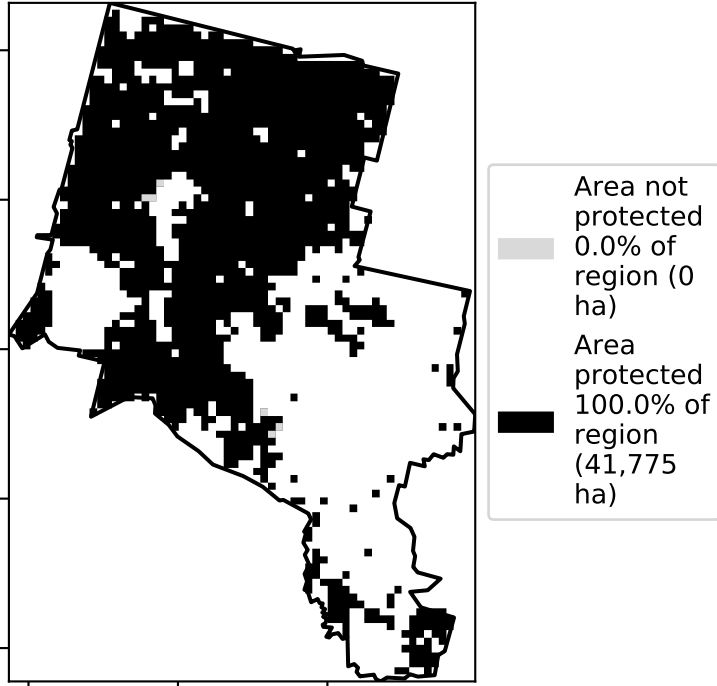 Area not
protected
0.0% of
region (0
ha)
Area
protected
100.0% of
region
(41,775
ha)